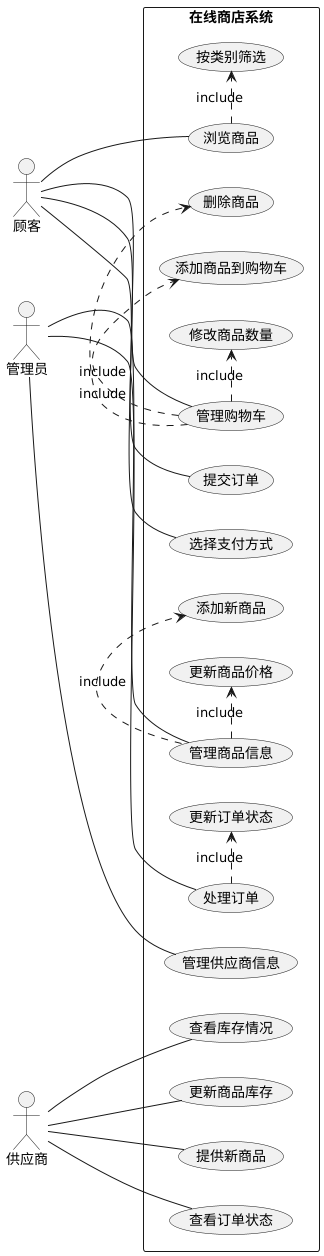 在线商店系统
按类别筛选
include
浏览商品
顾客
删除商品
添加商品到购物车
管理员
修改商品数量
include
include
include
管理购物车
提交订单
选择支付方式
添加新商品
更新商品价格
include
include
管理商品信息
更新订单状态
include
处理订单
管理供应商信息
查看库存情况
更新商品库存
供应商
提供新商品
查看订单状态